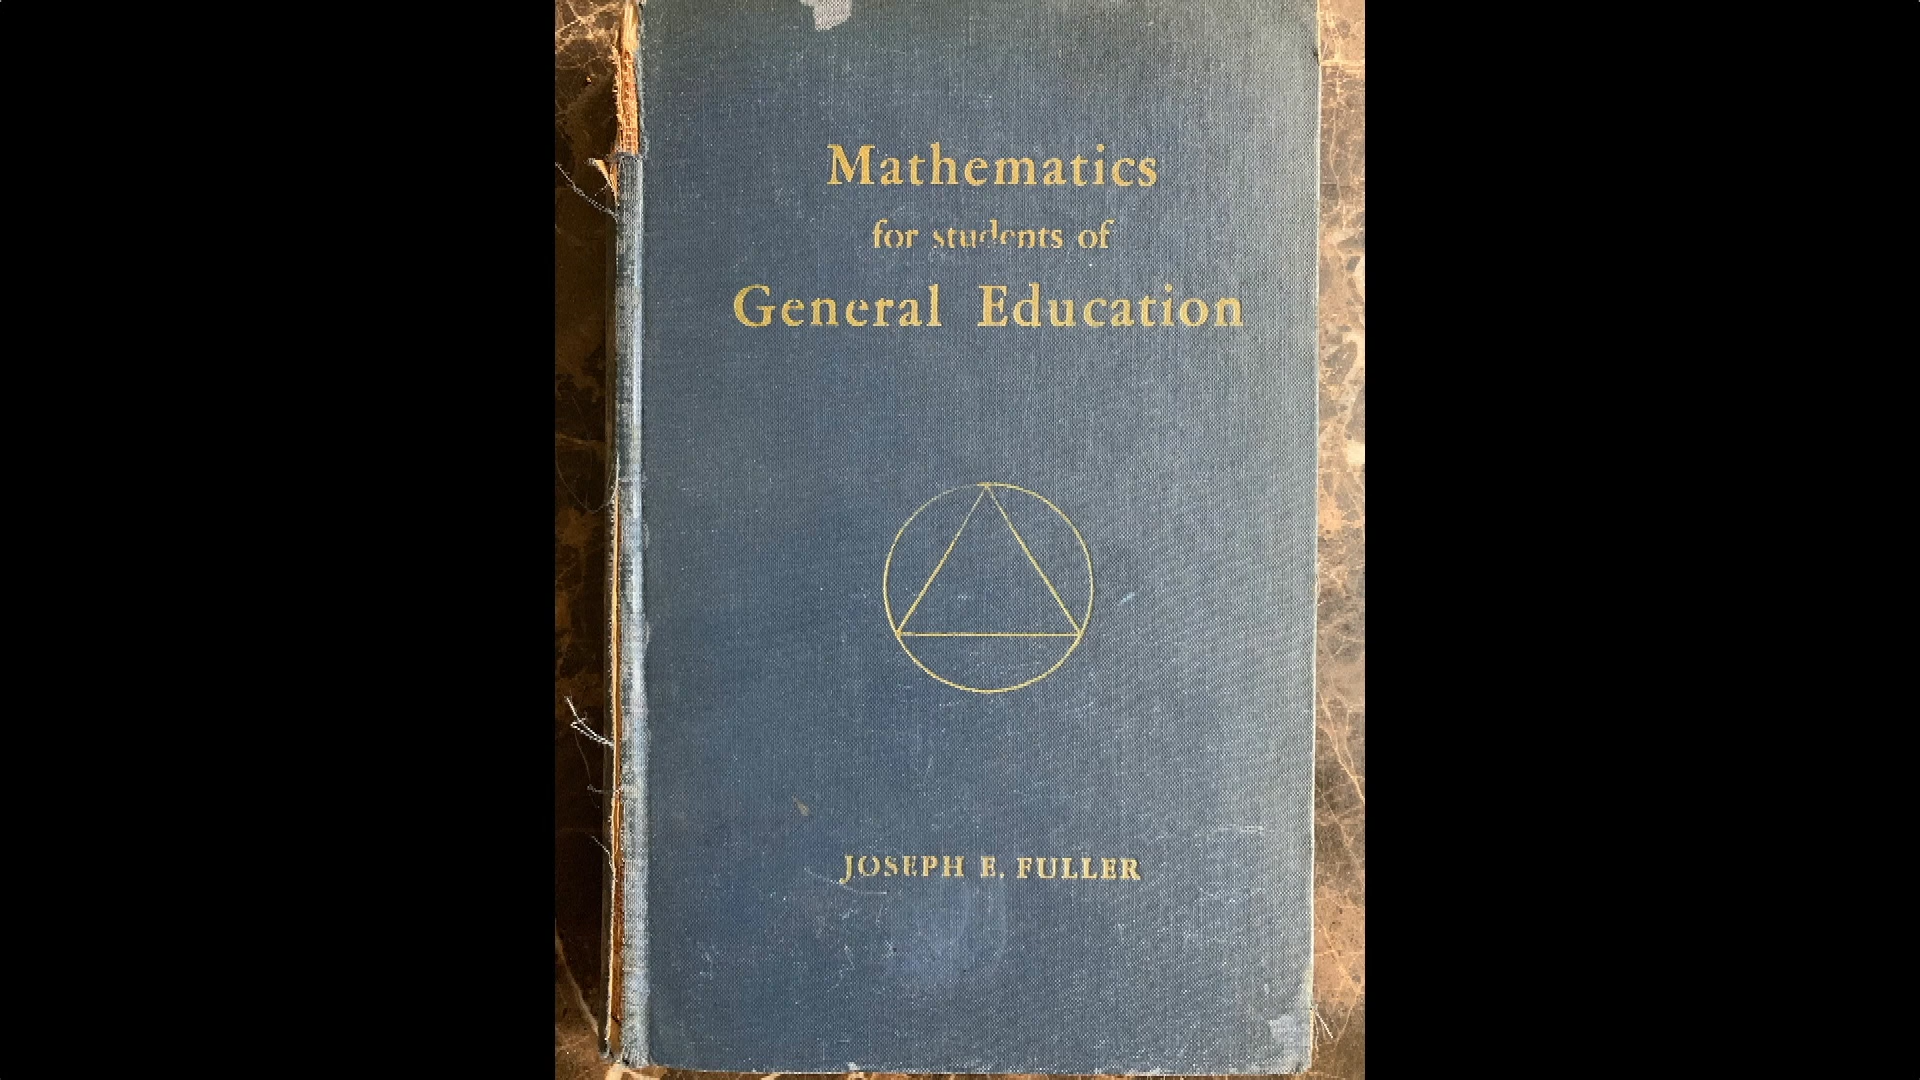 Mathematics
for students of
General Education
JOSEPH E. FULLER